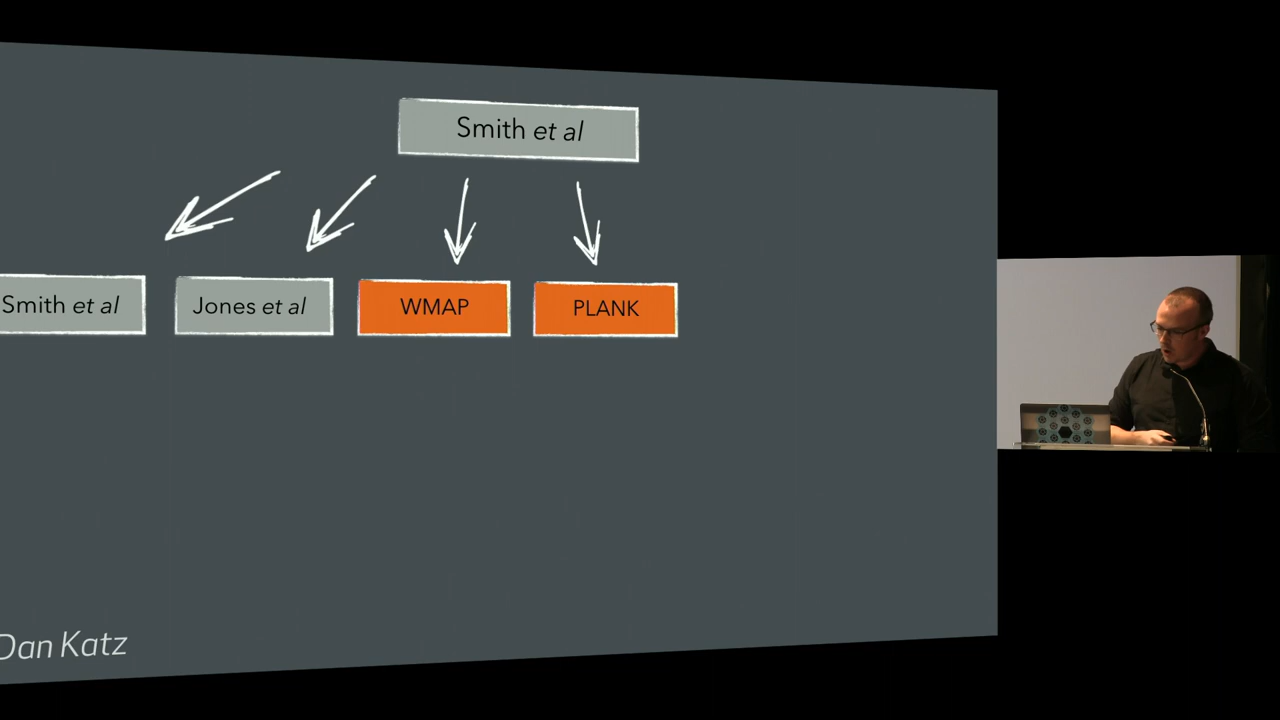 Smith et al
Smith et al
Jones et al
WMAP
PLANK
Dan Katz